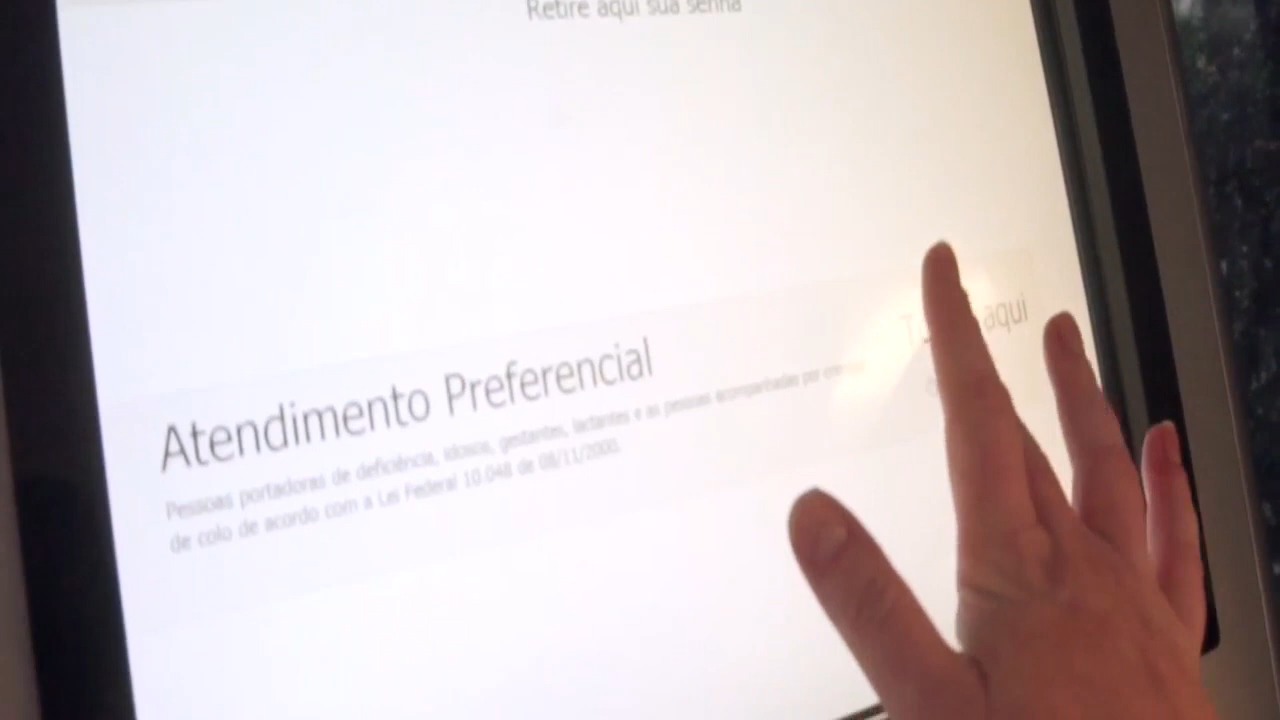 Retire aqui sua senha
Atendimento Preferencial
aqui
Pessoas portadoras de deficiência, idosos, gestantes, lactantes e as pessoas acompanhadas por
de colo de acordo com a Lei Federal 10.048 de 08/11/2000.